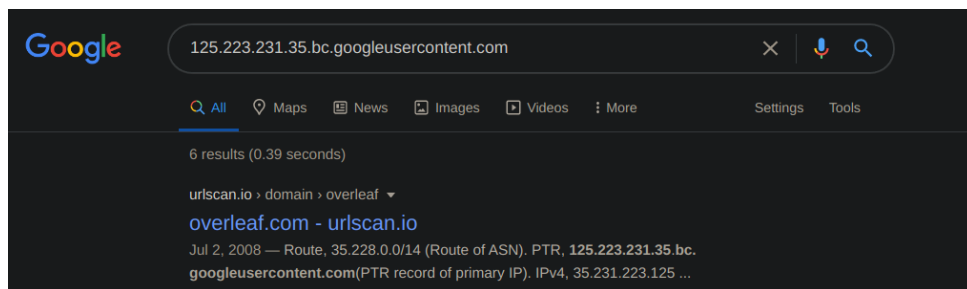 Google 125.223.231.35.bc.googleusercontent.com
All Maps News Images Videos More Settings Tools
6 results (0.39 seconds)
urlscan.io › domain › overleaf
overleaf.com - urlscan.io
Jul 2, 2008 — Route, 35.228.0.0/14 (Route of ASN). PTR, 125.223.231.35.bc.
googleusercontent.com(PTR record of primary IP). IPv4, 35.231.223.125 ...